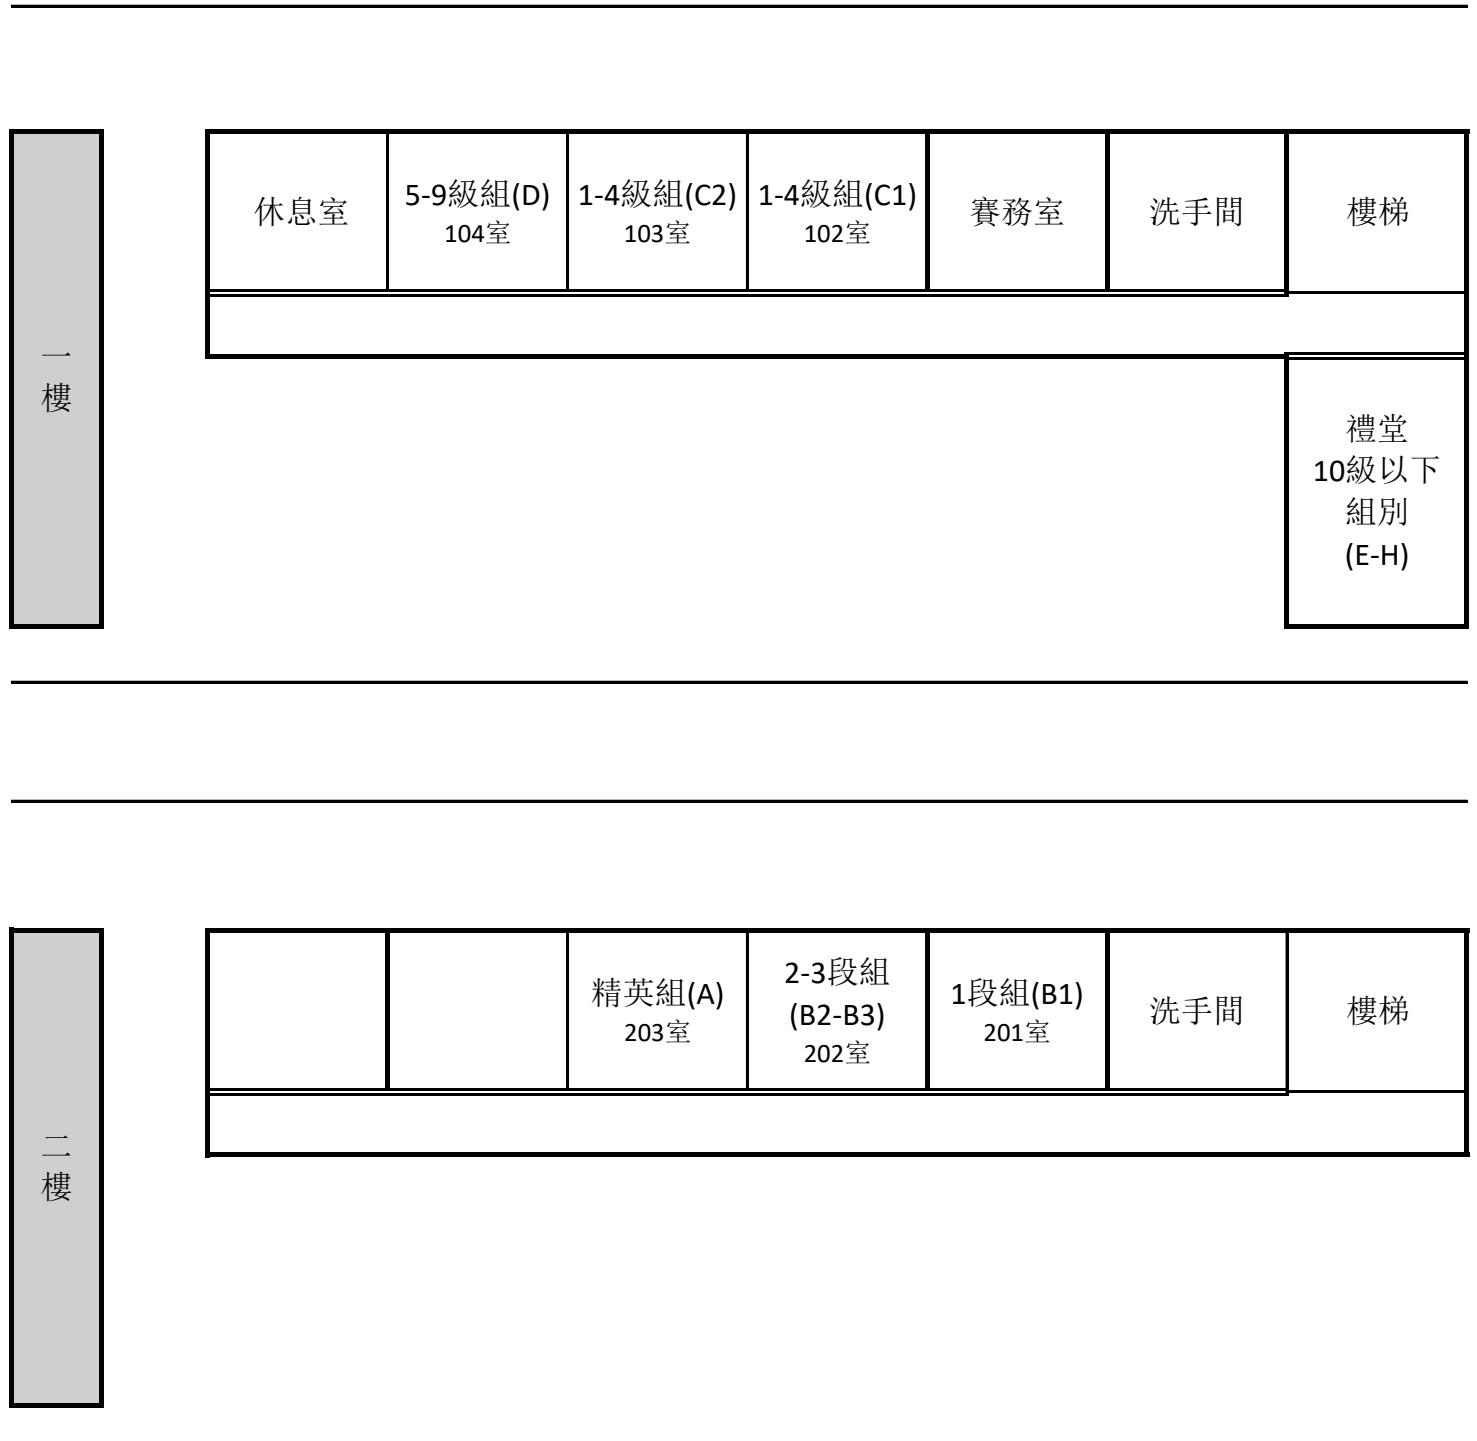 一
樓
休息室
5-9級組(D)
104室
1-4級組(C2)
103室
1-4級組(C1)
102室
賽務室
洗手間
樓梯
禮堂
10級以下
組別
(E-H)
二
樓
精英組(A)
203室
2-3段組
(B2-B3)
202室
1段組(B1)
201室
洗手間
樓梯